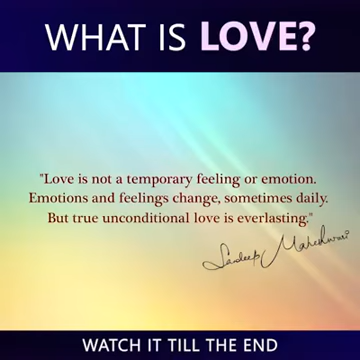 WHAT IS LOVE?
"Love is not a temporary feeling or emotion.
Emotions and feelings change, sometimes daily.
But true unconditional love is everlasting."
Sandeep Maheshwari
WATCH IT TILL THE END